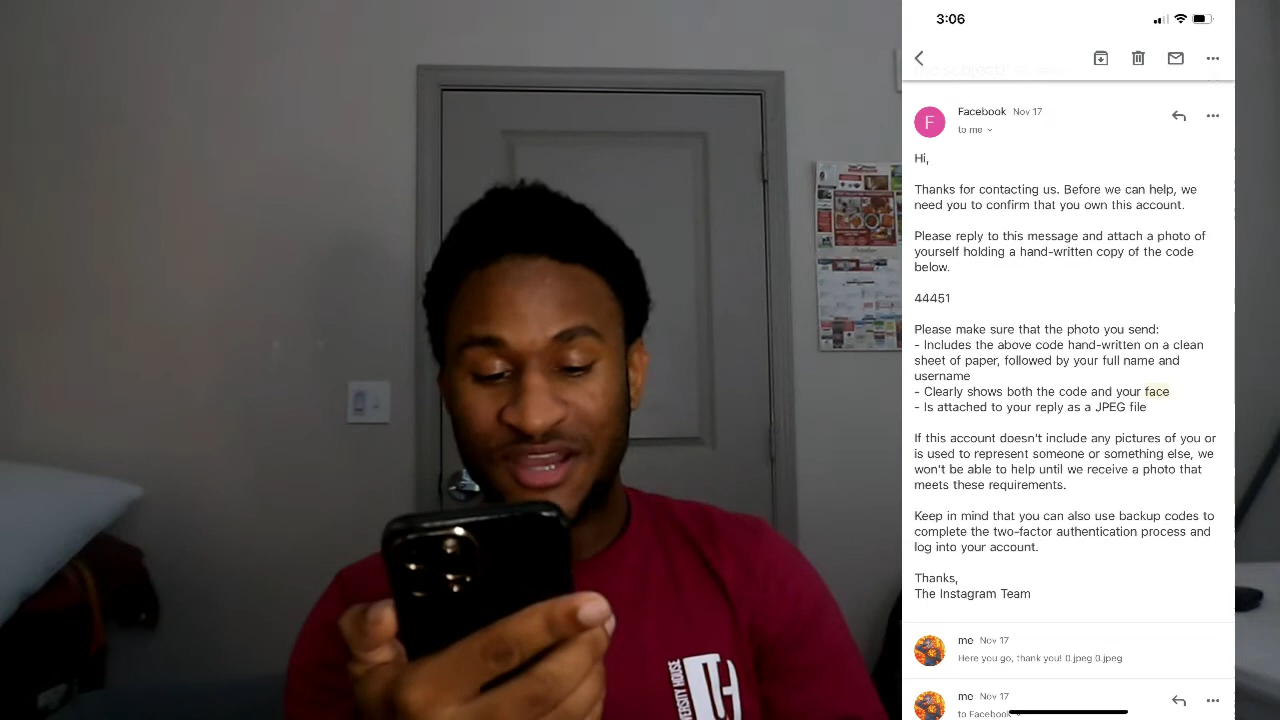 3:06
Facebook Nov 17
F
to me
Hi,
Thanks for contacting us. Before we can help, we
need you to confirm that you own this account.
Please reply to this message and attach a photo of
yourself holding a hand-written copy of the code
below.
44451
Please make sure that the photo you send:
- Includes the above code hand-written on a clean
sheet of paper, followed by your full name and
username
- Clearly shows both the code and your face
- Is attached to your reply as a JPEG file
If this account doesn't include any pictures of you or
is used to represent someone or something else, we
won't be able to help until we receive a photo that
meets these requirements.
Keep in mind that you can also use backup codes to
complete the two-factor authentication process and
log into your account.
Thanks,
The Instagram Team
me Nov 17
Here you go, thank you! 0.jpeg 0.jpeg
me Nov 17
to Facebook
VERSITY HOUSE